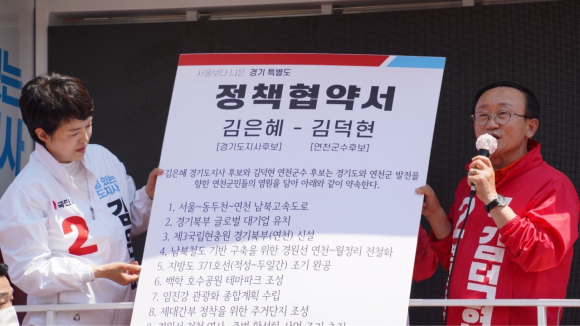 서울보다 나은 경기 특별도
정책협약서
김은혜 - 김덕현
[경기도지사후보] [연천군수후보]
김은혜 경기도지사 후보와 김덕현 연천군수 후보는 경기도와 연천군 발전을
향한 연천군민들의 염원을 담아 아래와 같이 약속한다.
1. 서울~동두천~연천 남북고속도로
2. 경기북부 글로벌 대기업 유치
3. 제3국립현충원 경기북부(연천) 신설
4. 남북철도 기반 구축을 위한 경원선 연천~월정리 전철화
5. 지방도 371호선(적성~두일간) 조기 완공
6. 백학 호수공원 테마파크 조성
7. 임진강 관광화 종합계획 수립
8. 제대간부 정착을 위한 주거단지 조성
있는
도지사
국민
2
김
김덕현